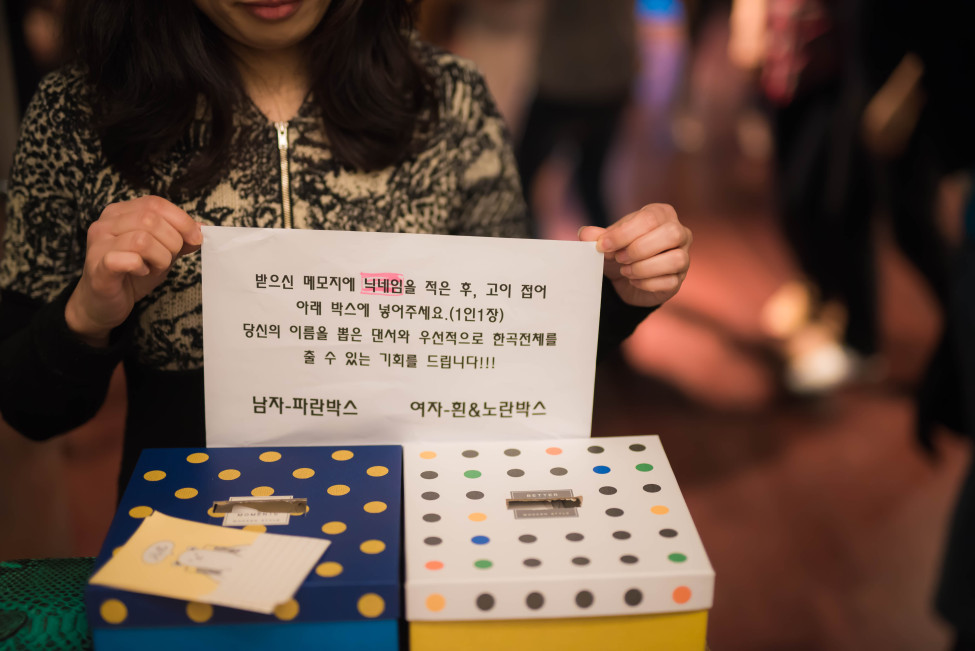 받으신 메모지에 닉네임을 적은 후, 고이 접어
아래 박스에 넣어주세요.(1인1장)
당신의 이름을 뽑은 댄서와 우선적으로 한곡전체를
출 수 있는 기회를 드립니다!!!
남자-파란박스 여자-흰&노란박스
BETTER